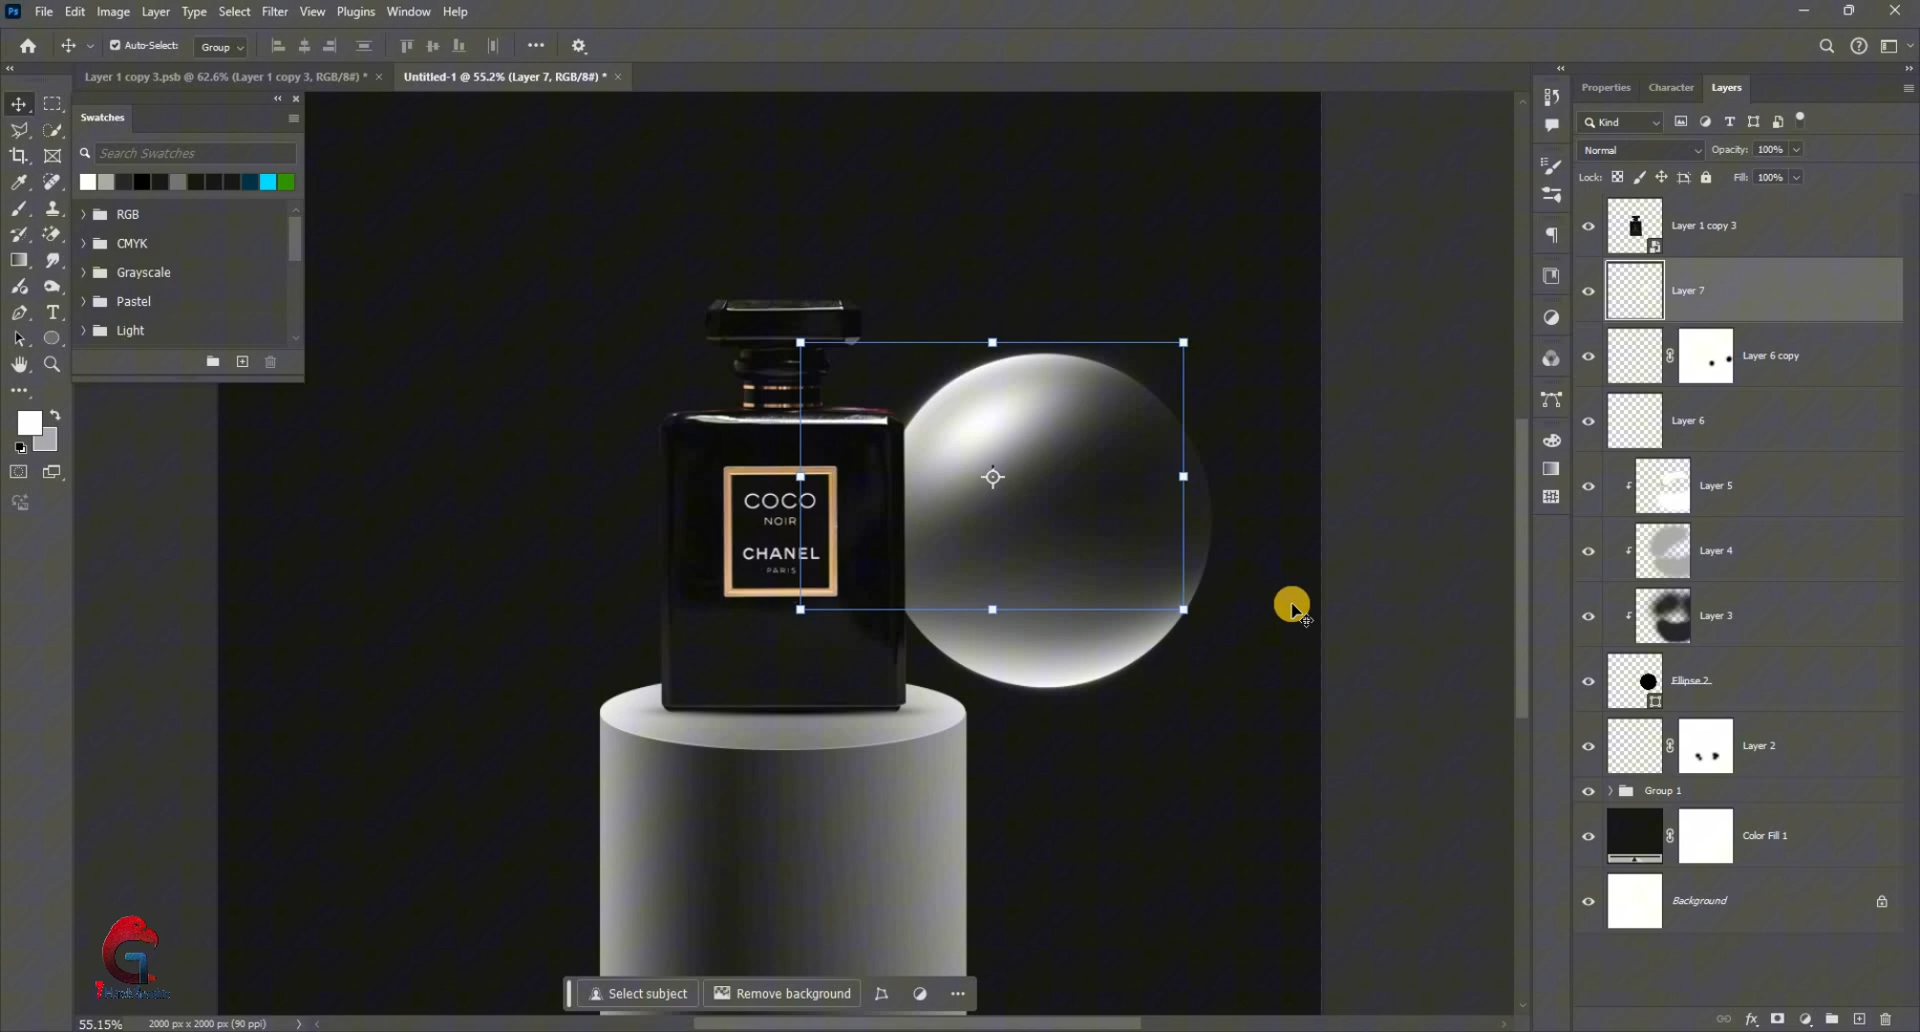 Ps File Edit Image Layer Type Select Filter View Plugins Window Help
Auto-Select: Group
Layer 1 copy 3.psb @ 62.6% (Layer 1 copy 3, RGB/8#) * ×
Untitled-1 @ 55.2% (Layer 7, RGB/8#) * ×
Swatches
Search Swatches
RGB
CMYK
Grayscale
Pastel
Light
COCO
NOIR
CHANEL
PARIS
Select subject Remove background
55.15% 2000 px x 2000 px (90 ppi)
Properties Character Layers
Kind
Normal Opacity: 100%
Lock: Fill: 100%
Layer 1 copy 3
Layer 7
Layer 6 copy
Layer 6
Layer 5
Layer 4
Layer 3
Ellipse 2
Layer 2
Group 1
Color Fill 1
Background